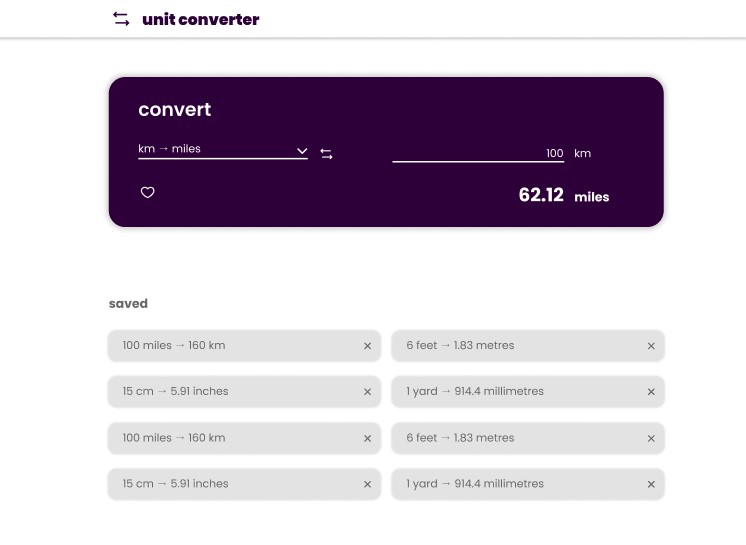 unit converter
convert
km → miles
100 km
62.12 miles
saved
100 miles → 160 km
6 feet → 1.83 metres
15 cm → 5.91 inches
1 yard → 914.4 millimetres
100 miles → 160 km
6 feet → 1.83 metres
15 cm → 5.91 inches
1 yard → 914.4 millimetres